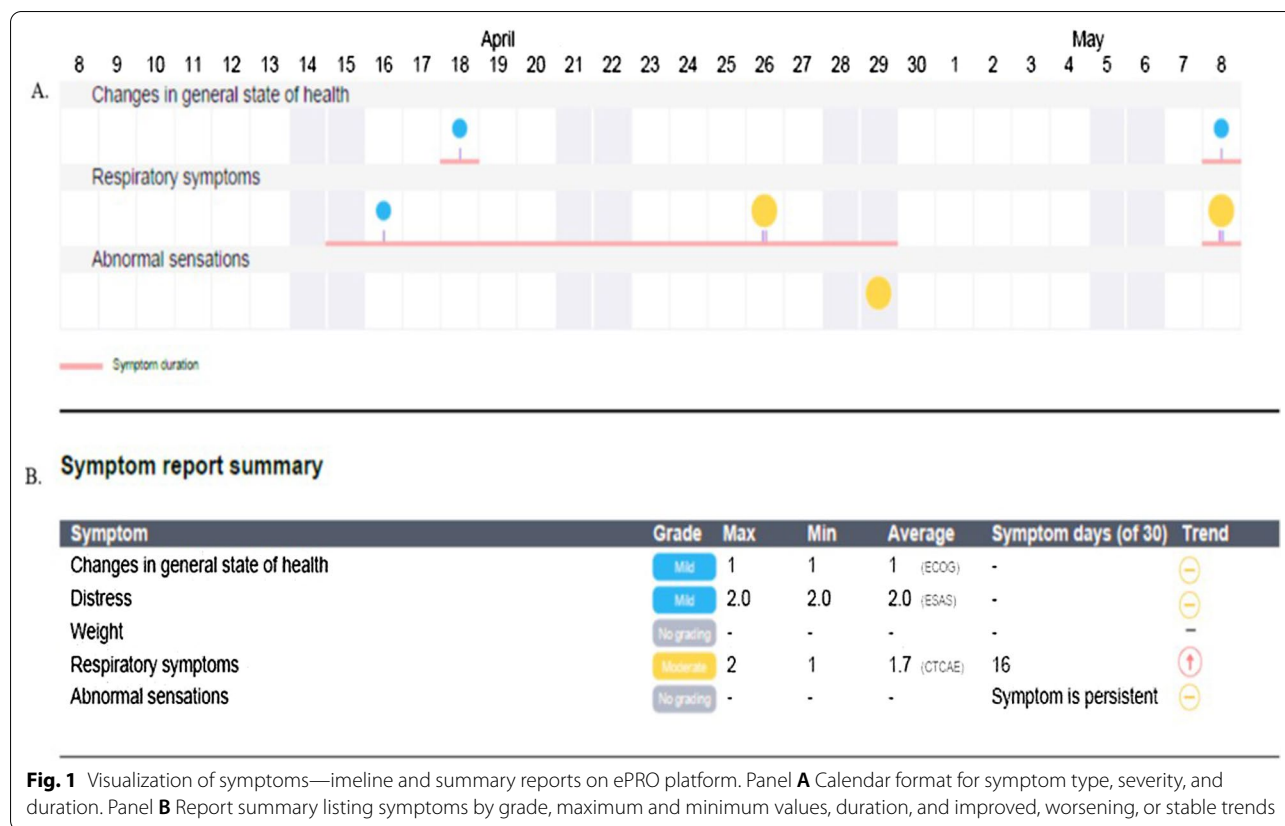 April May
8 9 10 11 12 13 14 15 16 17 18 19 20 21 22 23 24 25 26 27 28 29 30 1 2 3 4 5 6 7 8
A. Changes in general state of health
Respiratory symptoms
Abnormal sensations
Symptom duration
B. Symptom report summary
Symptom Grade Max Min Average Symptom days (of 30) Trend
Changes in general state of health Mild 1 1 1 (ECOG) -
Distress Mild 2.0 2.0 2.0 (ESAS) -
Weight No grading - - - - –
Respiratory symptoms Moderate 2 1 1.7 (CTCAE) 16
Abnormal sensations No grading - - - Symptom is persistent
Fig. 1 Visualization of symptoms—imeline and summary reports on ePRO platform. Panel A Calendar format for symptom type, severity, and
duration. Panel B Report summary listing symptoms by grade, maximum and minimum values, duration, and improved, worsening, or stable trends